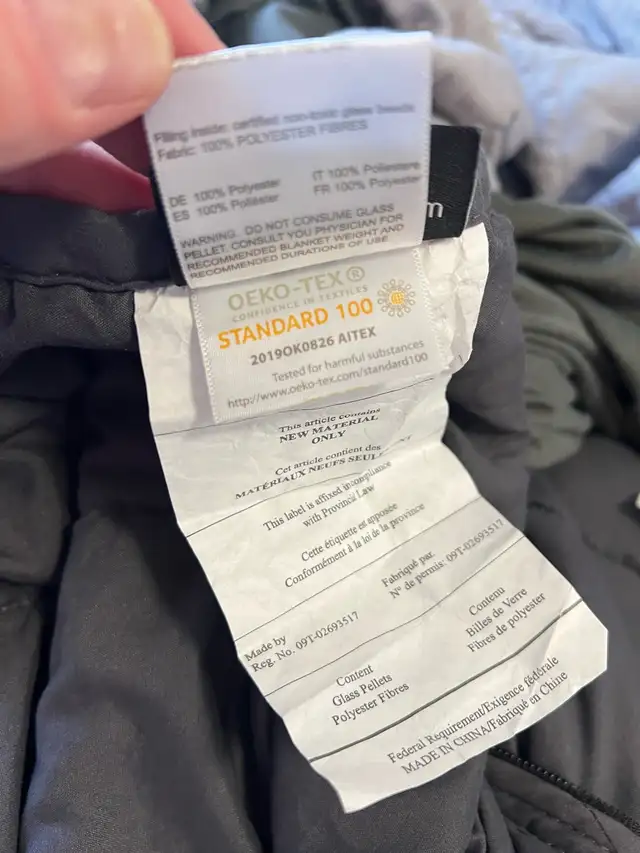 Filling inside: certified non-toxic glass beads
Fabric: 100% POLYESTER FIBRES
DE 100% Polyester
IT 100% Poliestere
ES 100% Poliéster
FR 100% Polyester
WARNING. DO NOT CONSUME GLASS
PELLET. CONSULT YOU PHYSICIAN FOR
RECOMMENDED BLANKET WEIGHT AND
RECOMMENDED DURATIONS OF USE
m
OEKO-TEX®
CONFIDENCE IN TEXTILES
STANDARD 100
2019OK0826 AITEX
Tested for harmful substances
http://www.oeko-tex.com/standard100
This article contains
NEW MATERIAL
ONLY
Cet article contient des
MATÉRIAUX NEUFS
This label is affixed incompliance
with Provincial Law
Cette étiquette est apposée
Conformément à la loi de la province
Made by
Reg. No. 09T-02693517
Fabriqué par
N° de permis: 09T-02693517
Content
Glass Pellets
Polyester Fibres
Contenu
Billes de Verre
Fibres de polyester
Federal Requirement/Exigence fédérale
MADE IN CHINA/Fabriqué en Chine